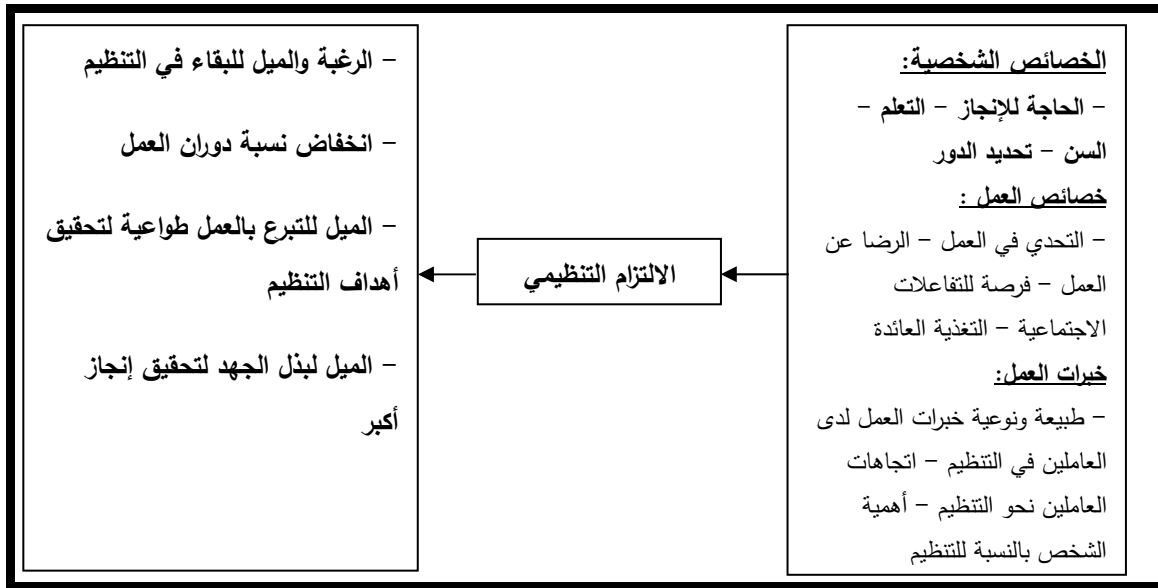 الخصائص الشخصية:
– الحاجة للإنجاز – التعلم –
السن – تحديد الدور
خصائص العمل :
– التحدي في العمل – الرضا عن
العمل – فرصة للتفاعلات
الاجتماعية – التغذية العائدة
خبرات العمل:
– طبيعة ونوعية خبرات العمل لدى
العاملين في التنظيم – اتجاهات
العاملين نحو التنظيم – أهمية
الشخص بالنسبة للتنظيم
الالتزام التنظيمي
– الرغبة والميل للبقاء في التنظيم
– انخفاض نسبة دوران العمل
– الميل للتبرع بالعمل طواعية لتحقيق
أهداف التنظيم
– الميل لبذل الجهد لتحقيق إنجاز
أكبر